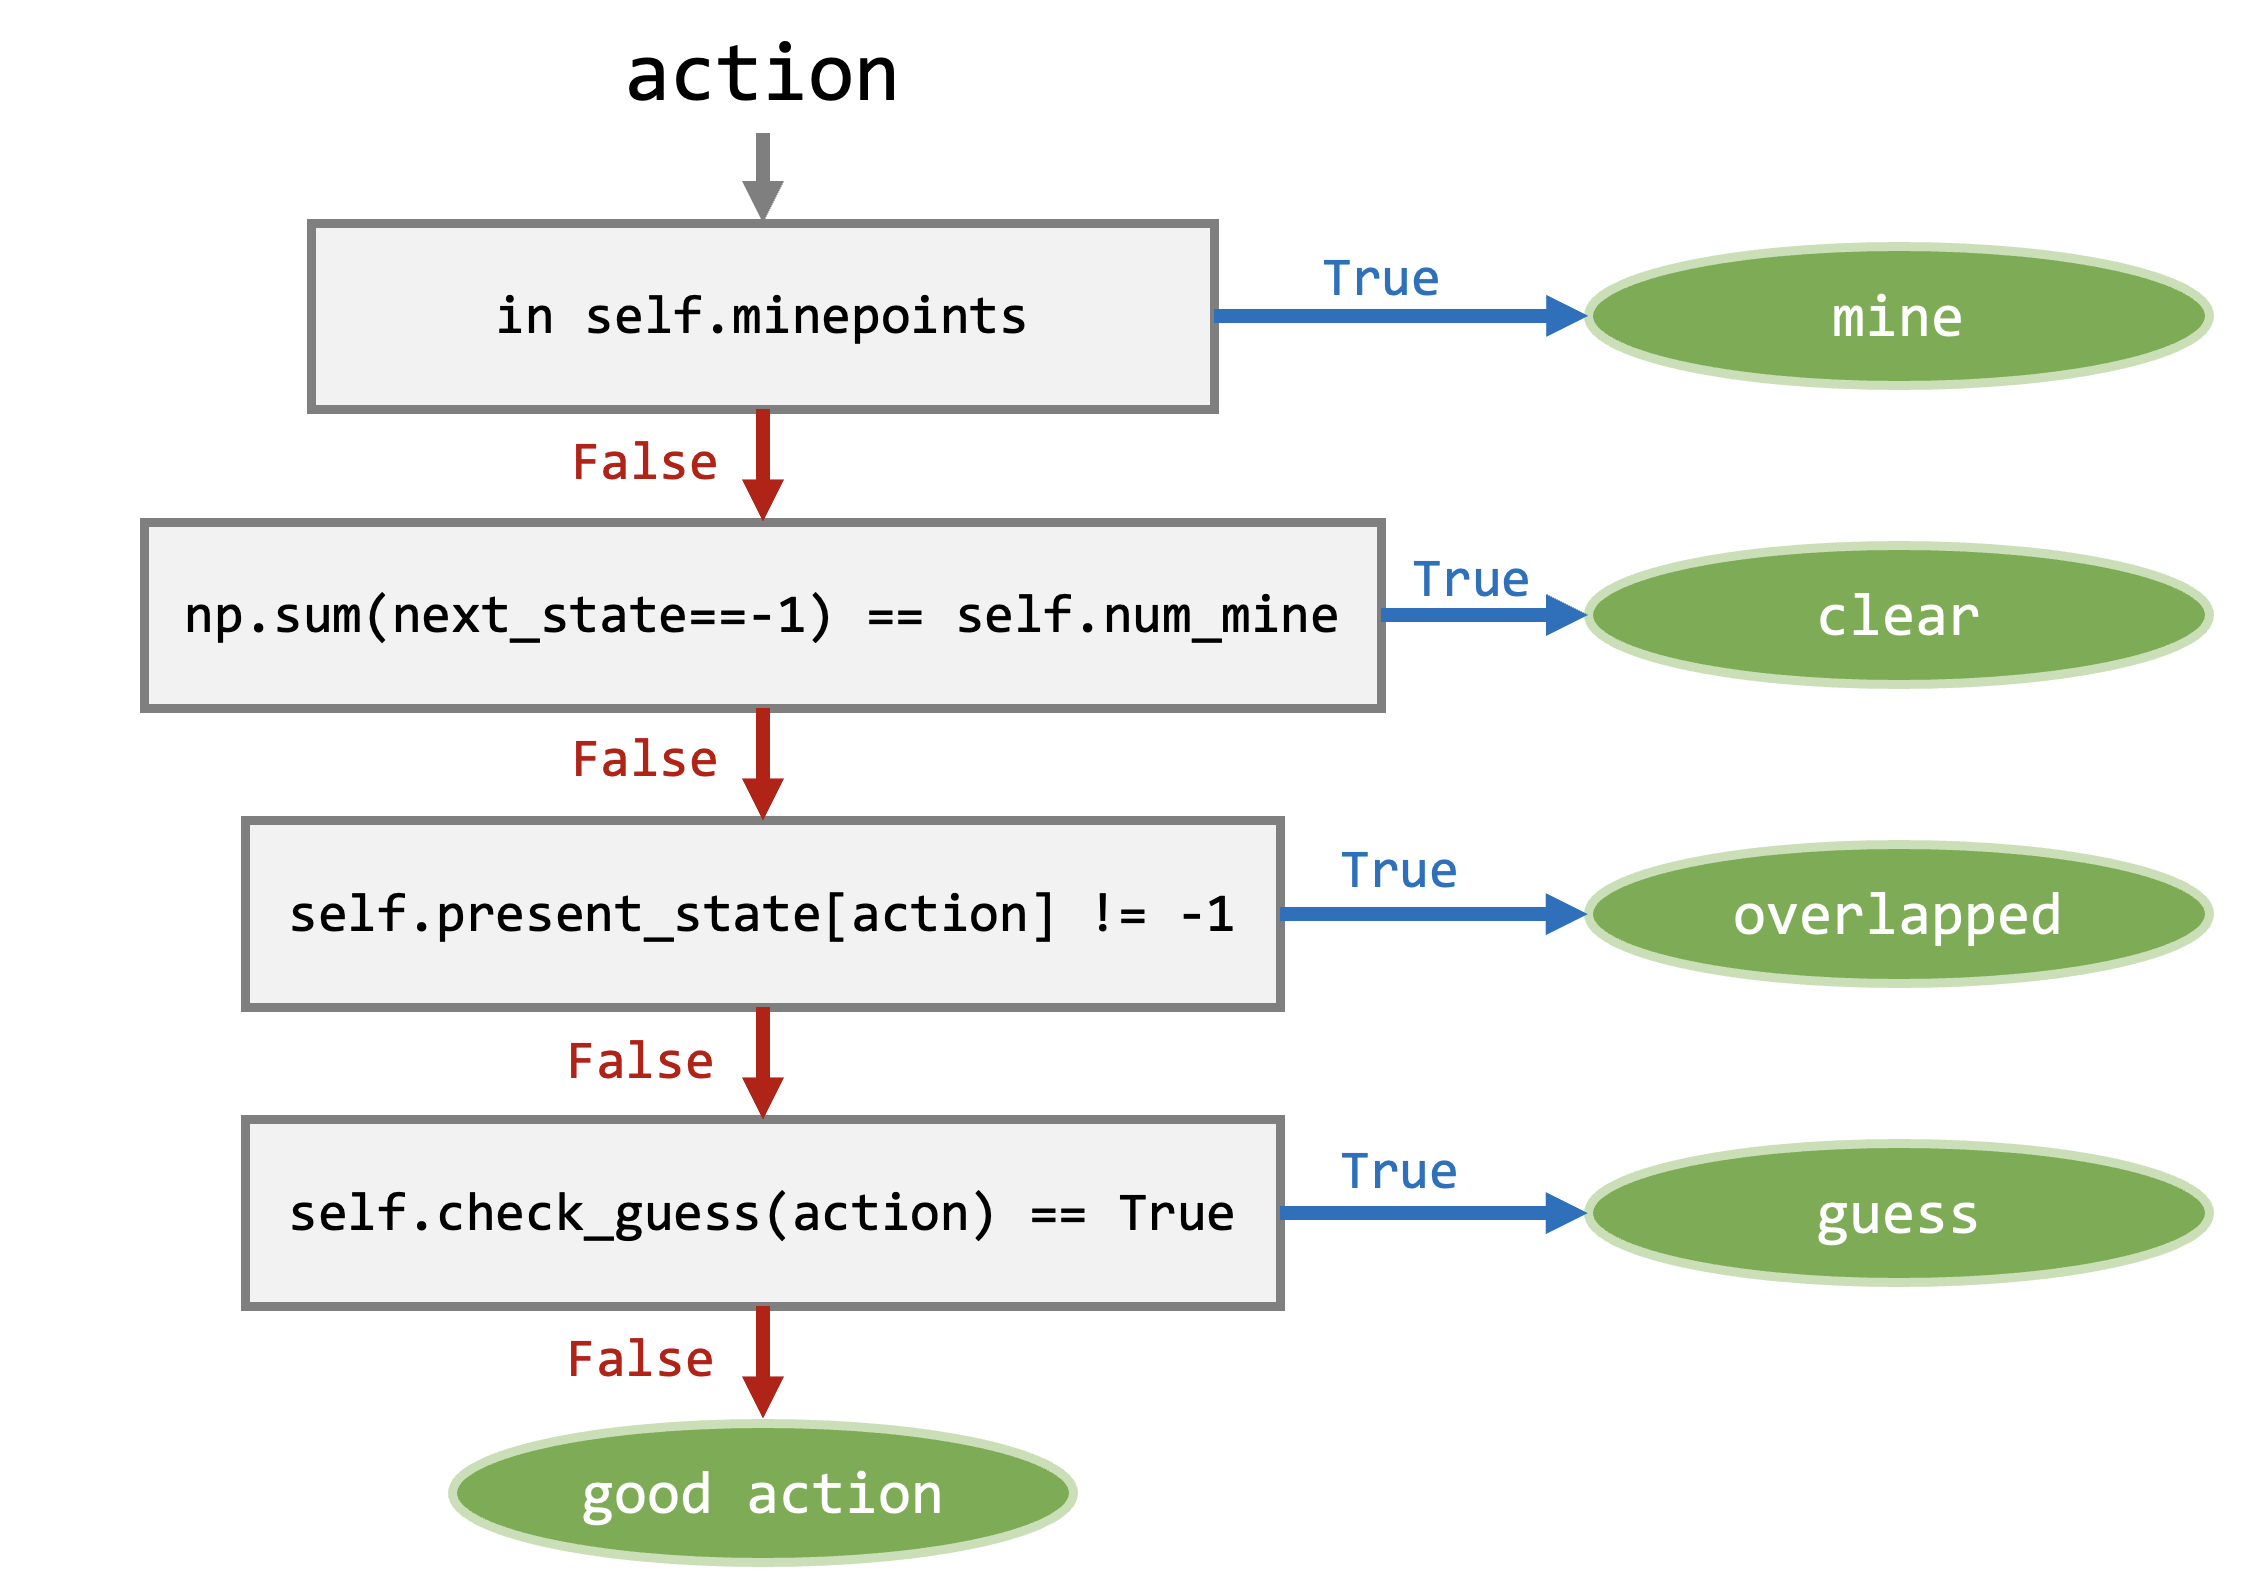 action
in self.minepoints
True
mine
False
np.sum(next_state==-1) == self.num_mine
True
clear
False
self.present_state[action] != -1
True
overlapped
False
self.check_guess(action) == True
True
guess
False
good action